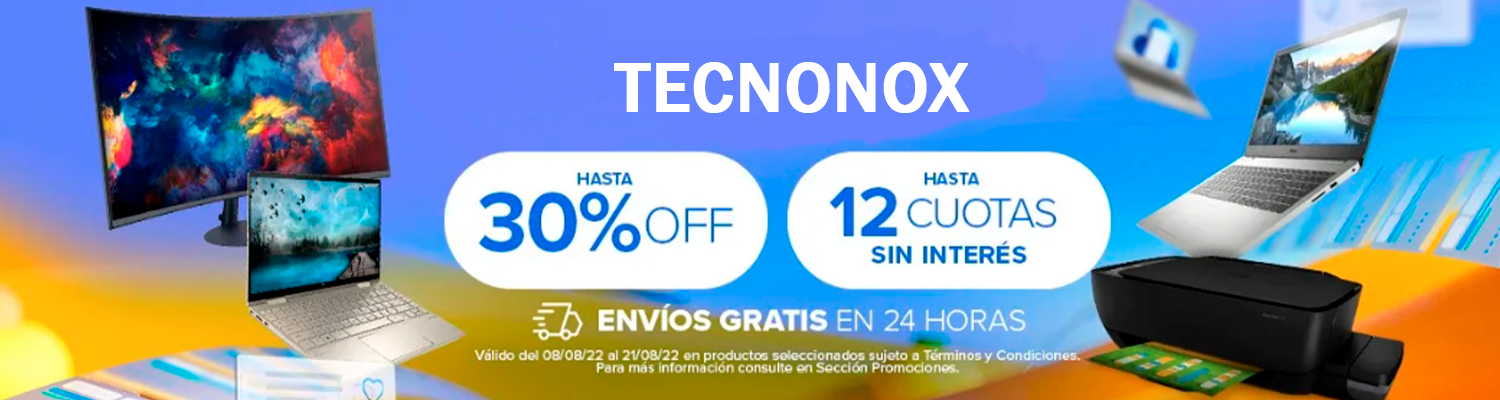 TECNONOX
HASTA
30% OFF
HASTA
12 CUOTAS
SIN INTERÉS
ENVÍOS GRATIS EN 24 HORAS
Válido del 08/08/22 al 21/08/22 en productos seleccionados sujeto a Términos y Condiciones.
Para más información consulte en Sección Promociones.